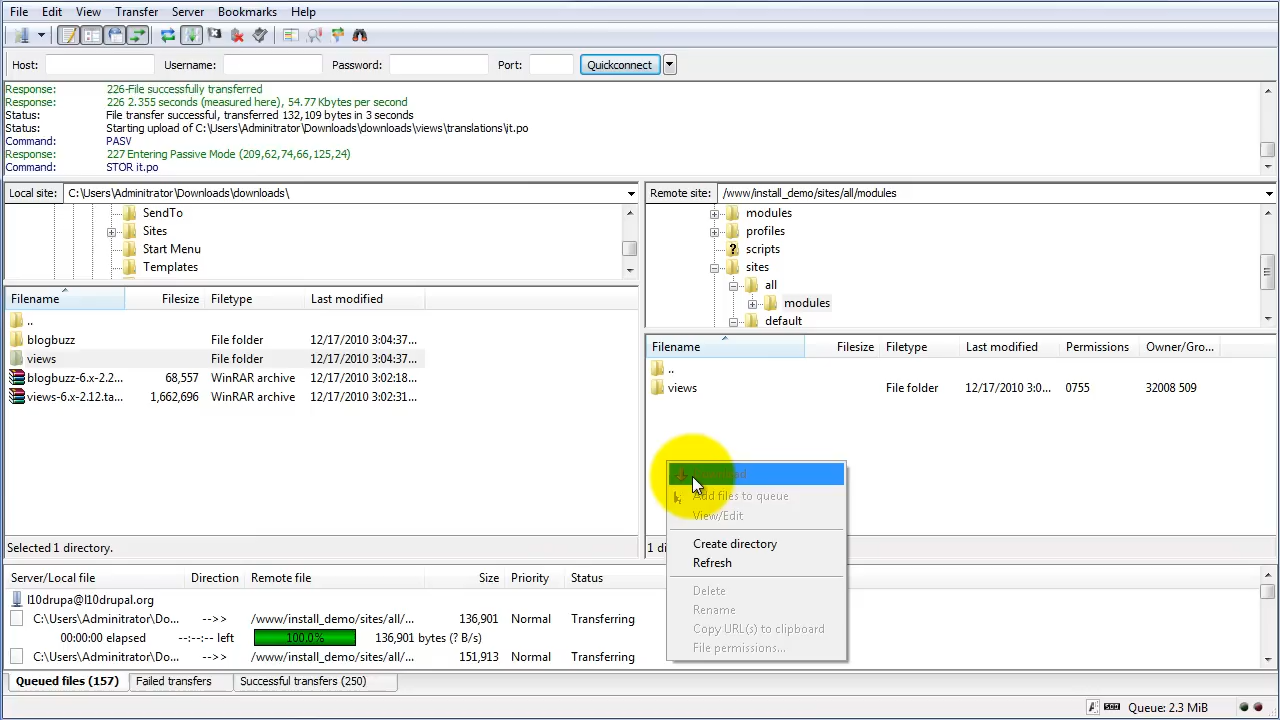 File Edit View Transfer Server Bookmarks Help
Host: Username: Password: Port: Quickconnect
Response: 226-File successfully transferred
Response: 226 2.355 seconds (measured here), 54.77 Kbytes per second
Status: File transfer successful, transferred 132,109 bytes in 3 seconds
Status: Starting upload of C:\Users\Adminitrator\Downloads\downloads\views\translations\it.po
Command: PASV
Response: 227 Entering Passive Mode (209,62,74,66,125,24)
Command: STOR it.po
Local site: C:\Users\Adminitrator\Downloads\downloads\
SendTo
Sites
Start Menu
Templates
Filename Filesize Filetype Last modified
..
blogbuzz File folder 12/17/2010 3:04:37...
views File folder 12/17/2010 3:04:37...
blogbuzz-6.x-2.2... 68,557 WinRAR archive 12/17/2010 3:02:18...
views-6.x-2.12.ta... 1,662,696 WinRAR archive 12/17/2010 3:02:31...
Selected 1 directory.
Remote site: /www/install_demo/sites/all/modules
modules
profiles
? scripts
sites
all
modules
default
Filename Filesize Filetype Last modified Permissions Owner/Gro...
..
views File folder 12/17/2010 3:0... 0755 32008 509
1 di
Download
Add files to queue
View/Edit
Create directory
Refresh
Delete
Rename
Copy URL(s) to clipboard
File permissions...
Server/Local file Direction Remote file Size Priority Status
l10drupa@l10drupal.org
C:\Users\Adminitrator\Do... -->> /www/install_demo/sites/all/... 136,901 Normal Transferring
00:00:00 elapsed --:--:-- left 100.0% 136,901 bytes (? B/s)
C:\Users\Adminitrator\Do... -->> /www/install_demo/sites/all/... 151,913 Normal Transferring
Queued files (157) Failed transfers Successful transfers (250)
Queue: 2.3 MiB